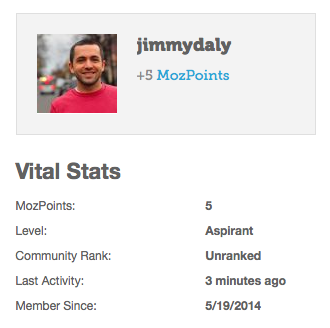 jimmydaly
+5 MozPoints
Vital Stats
MozPoints: 5
Level: Aspirant
Community Rank: Unranked
Last Activity: 3 minutes ago
Member Since: 5/19/2014